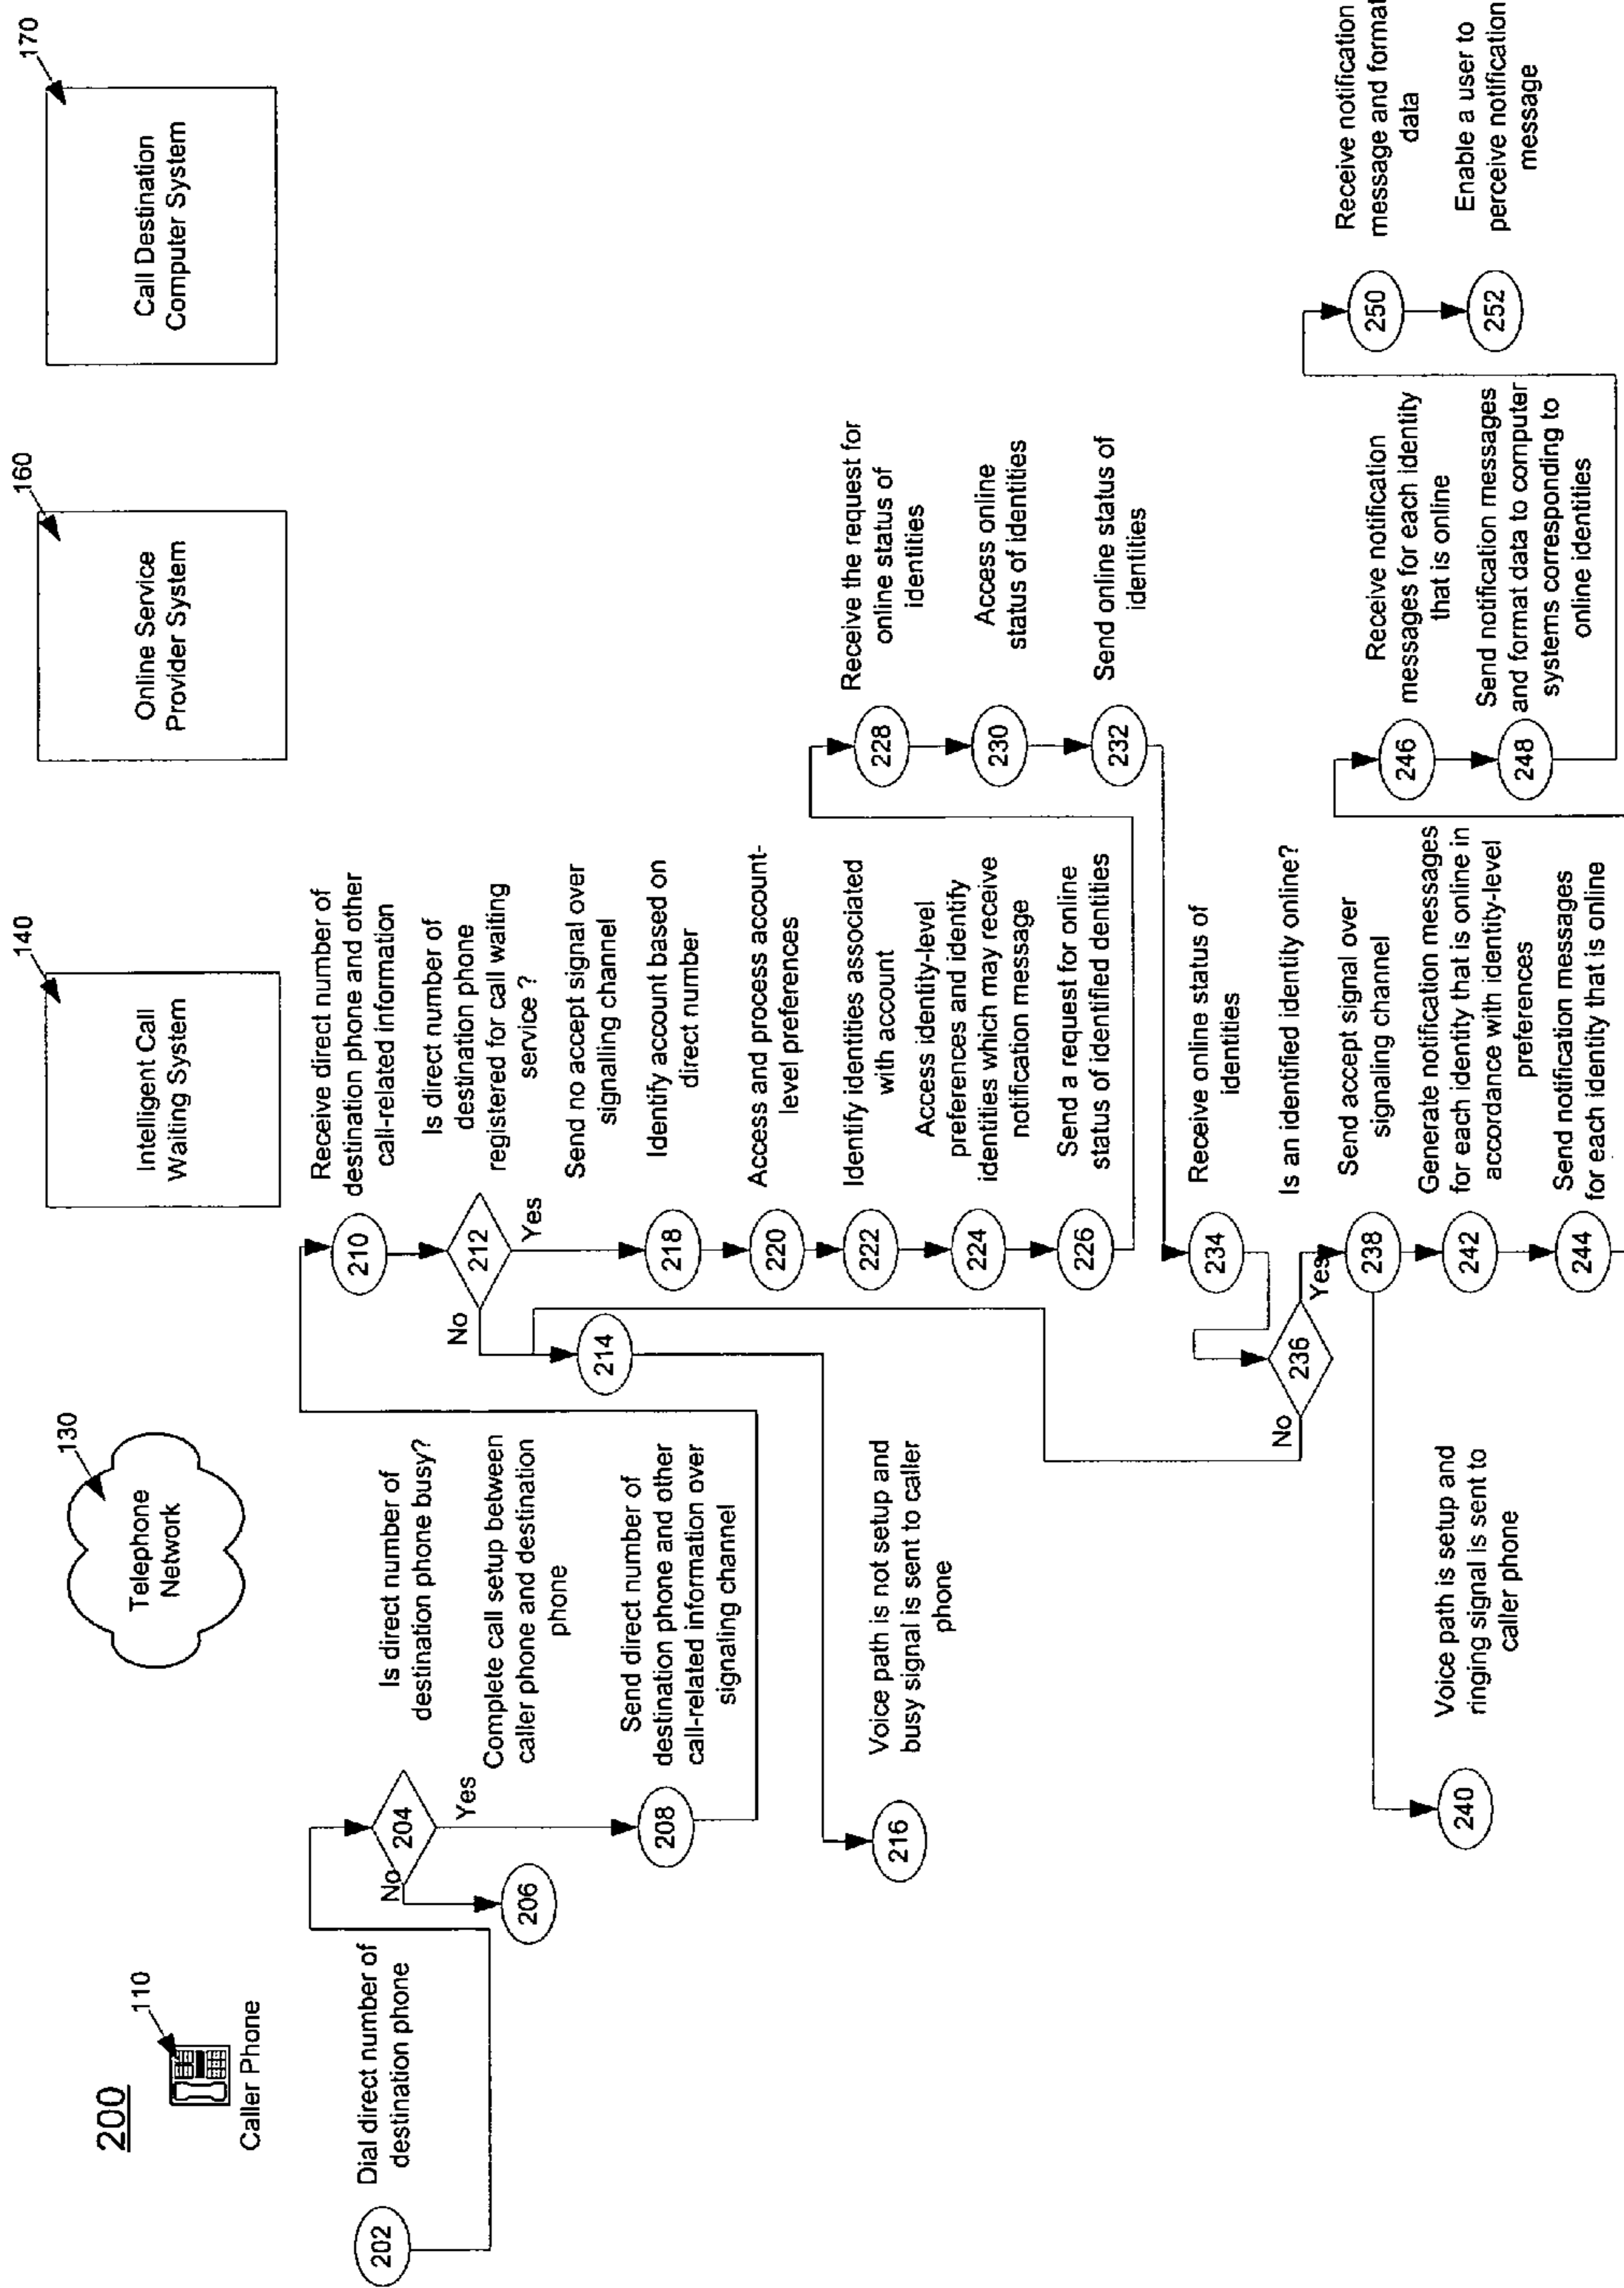 200
110
Caller Phone
130
Telephone
Network
140
Intelligent Call
Waiting System
160
Online Service
Provider System
170
Call Destination
Computer System
202
Dial direct number of
destination phone
204
Is direct number of
destination phone busy?
No
Yes
206
Complete call setup between
caller phone and destination
phone
208
Send direct number of
destination phone and other
call-related information over
signaling channel
210
Receive direct number of
destination phone and other
call-related information
212
Is direct number of
destination phone
registered for call waiting
service ?
No
Yes
214
Send no accept signal over
signalling channel
216
Voice path is not setup and
busy signal is sent to caller
phone
218
Identify account based on
direct number
220
Access and process account-
level preferences
222
Identify identities associated
with account
224
Access identity-level
preferences and identify
identities which may receive
notification message
226
Send a request for online
status of identified dentities
228
Receive the request for
online status of
identities
230
Access online
status of identities
232
Send online status of
identities
234
Receive online status of
identities
236
Is an identified identity online?
No
Yes
238
Send accept signal over
signaling channel
240
Voice path is setup and
ringing signal is sent to
caller phone
242
Generate notification messages
for each identity that is online in
accordance with identity-level
preferences
244
Send notification messages
for each identity that is online
246
Receive notification
messages for each identity
that is online
248
Send notification messages
and format data to computer
systems corresponding to
online identities
250
Receive notification
message and format
data
252
Enable a user to
perceive notification
message